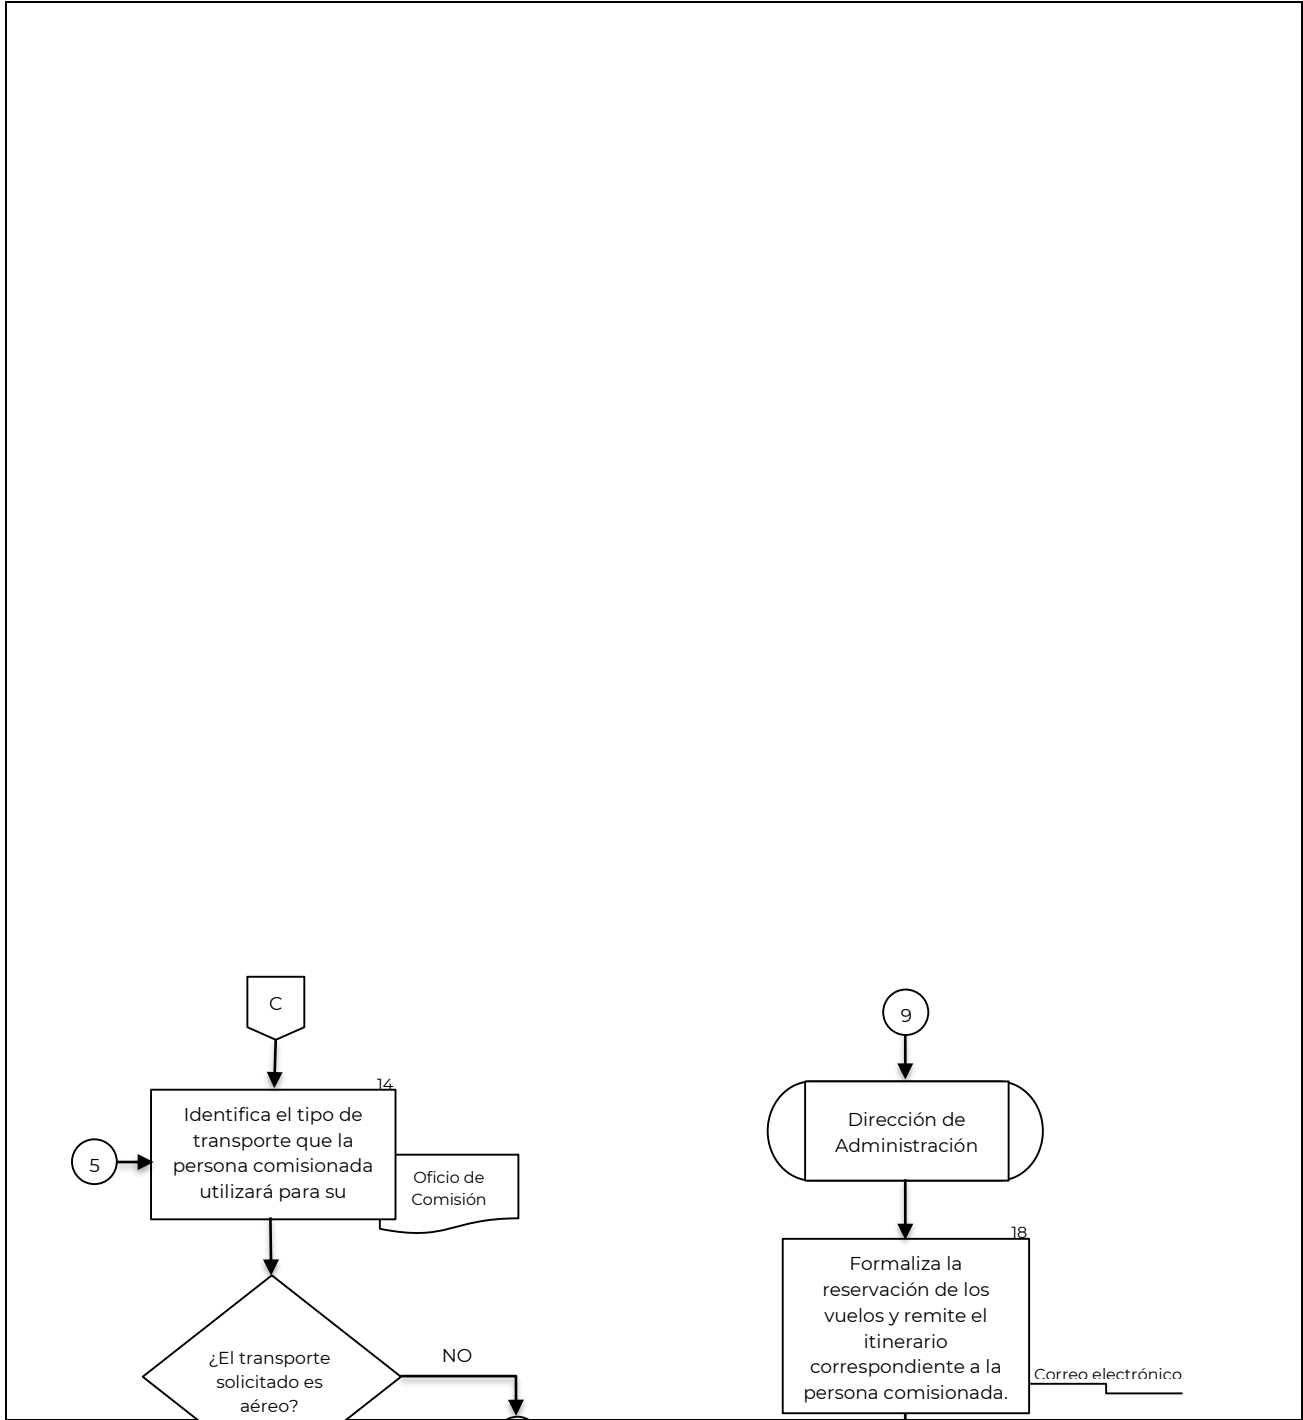 C
14
Identifica el tipo de
transporte que la
persona comisionada
utilizará para su
5
Oficio de
Comisión
¿El transporte
solicitado es
aéreo?
NO
9
Dirección de
Administración
18
Formaliza la
reservación de los
vuelos y remite el
itinerario
correspondiente a la
persona comisionada.
Correo electrónico